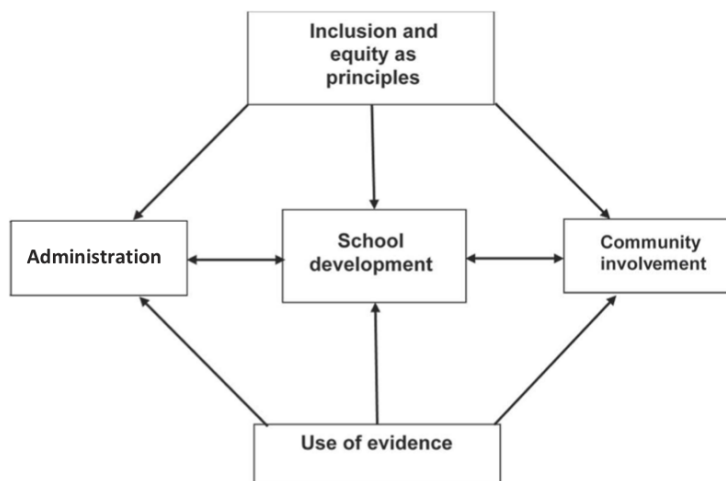 Inclusion and
equity as
principles
Administration
School
development
Community
involvement
Use of evidence